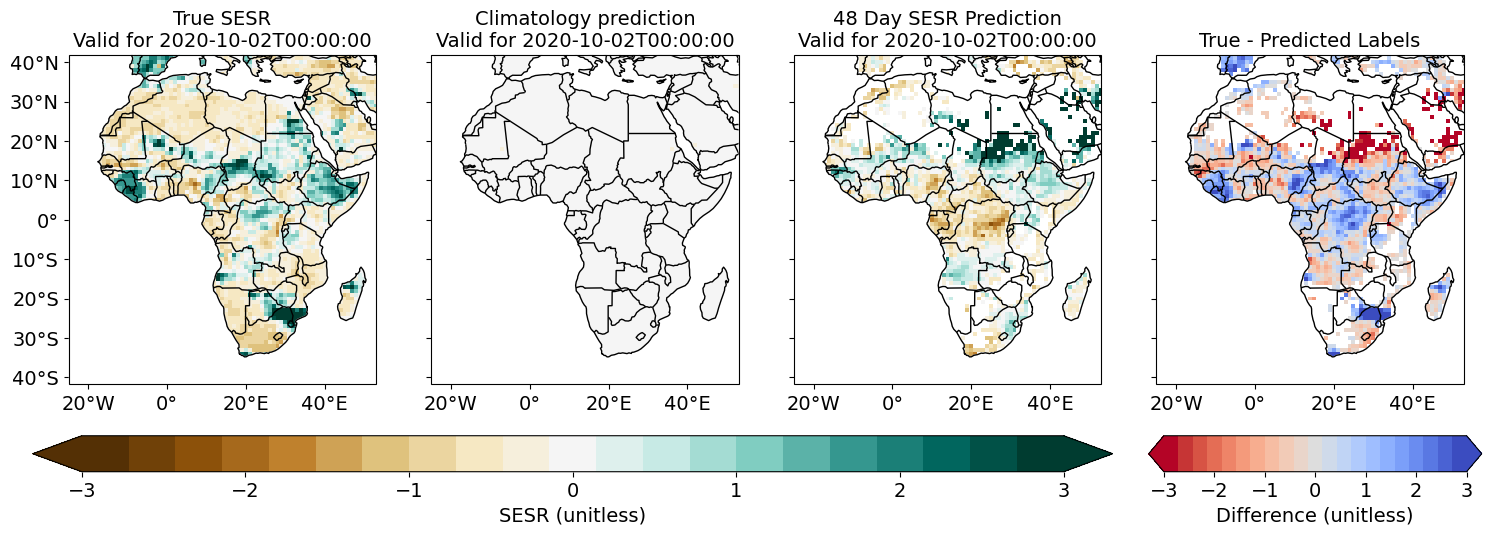 True SESR
Valid for 2020-10-02T00:00:00
Climatology prediction
Valid for 2020-10-02T00:00:00
48 Day SESR Prediction
Valid for 2020-10-02T00:00:00
True - Predicted Labels
40°N
30°N
20°N
10°N
0°
10°S
20°S
30°S
40°S
20°W 0° 20°E 40°E
20°W 0° 20°E 40°E
20°W 0° 20°E 40°E
20°W 0° 20°E 40°E
−3 −2 −1 0 1 2 3
SESR (unitless)
−3 −2 −1 0 1 2 3
Difference (unitless)